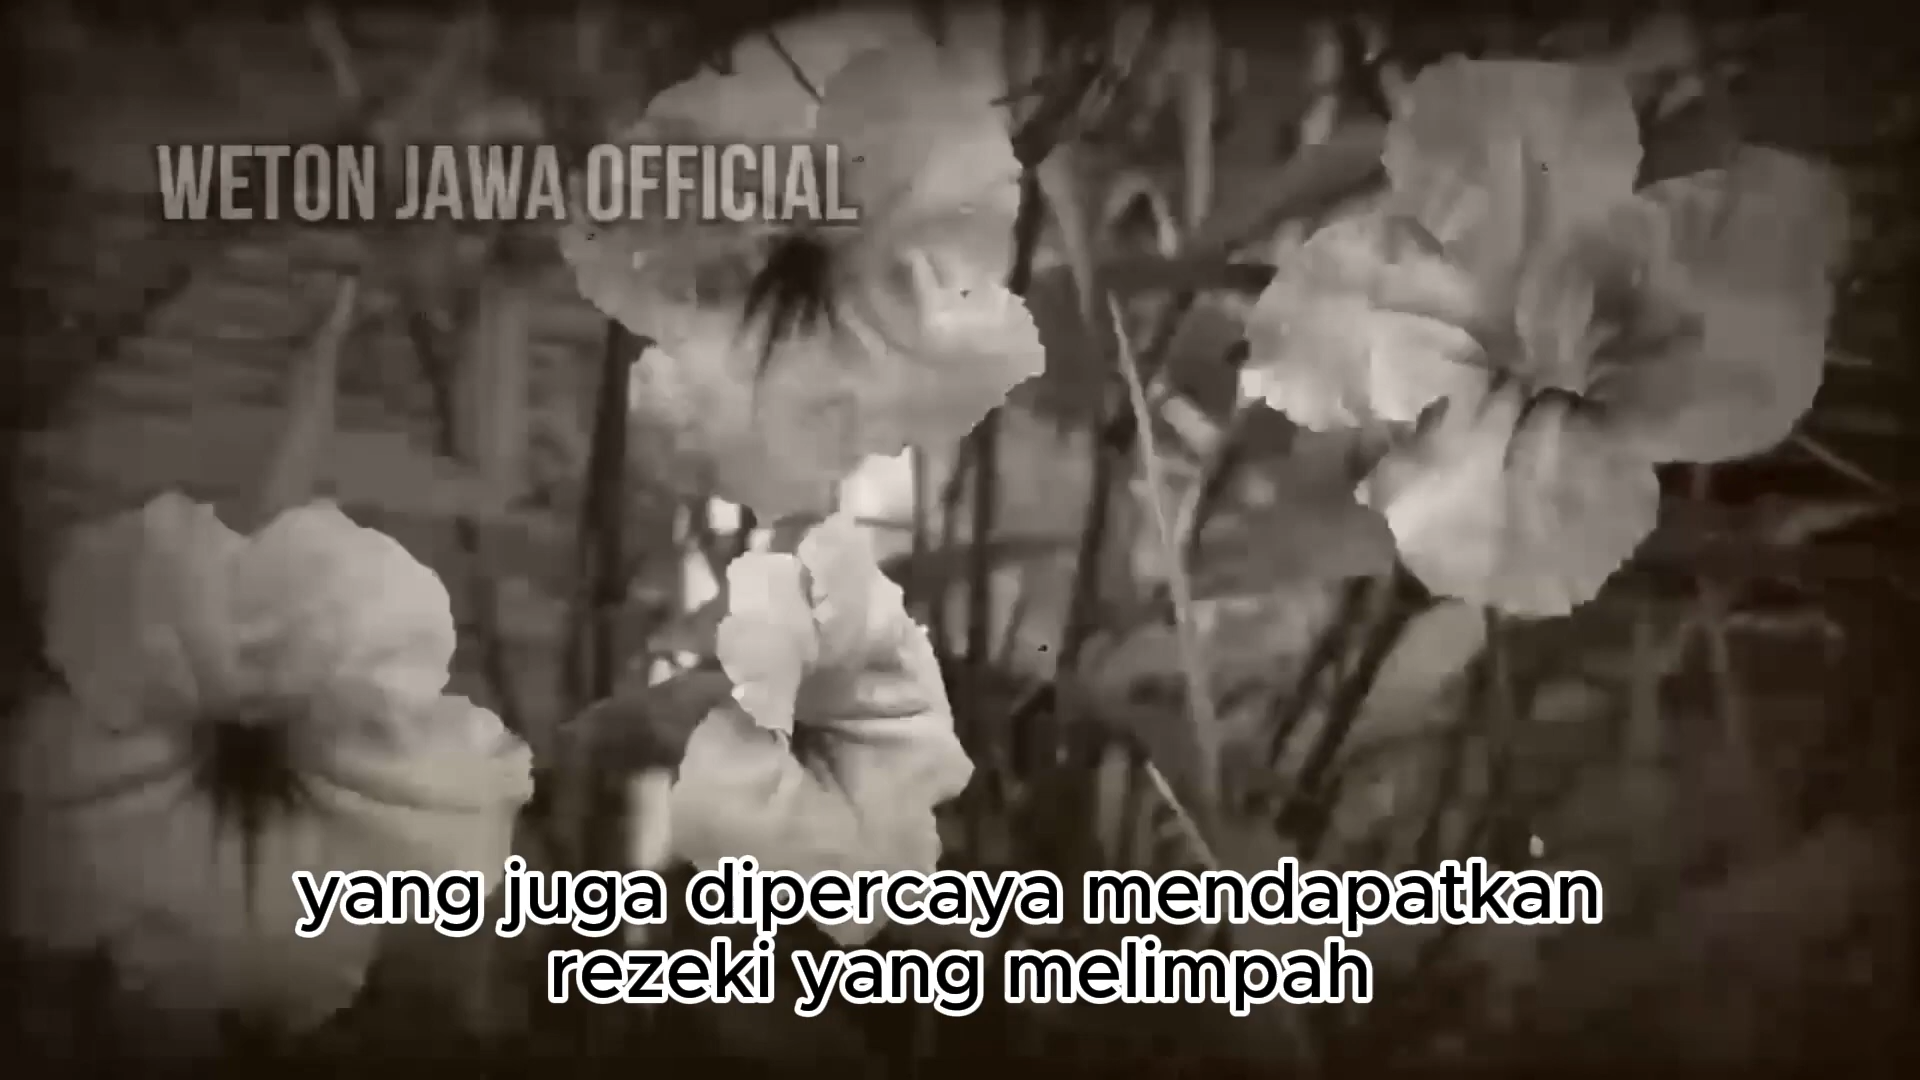 WETON JAWA OFFICIAL
yang juga dipercaya mendapatkan
rezeki yang melimpah